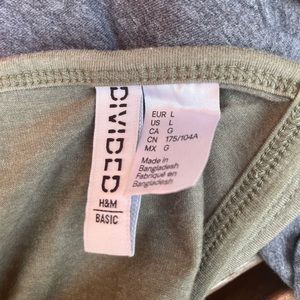 DIVIDED
H&M
BASIC
EUR L
US L
CA G
CN 175/104A
MX G
Made in
Bangladesh
Fabriqué en
Bangladesh